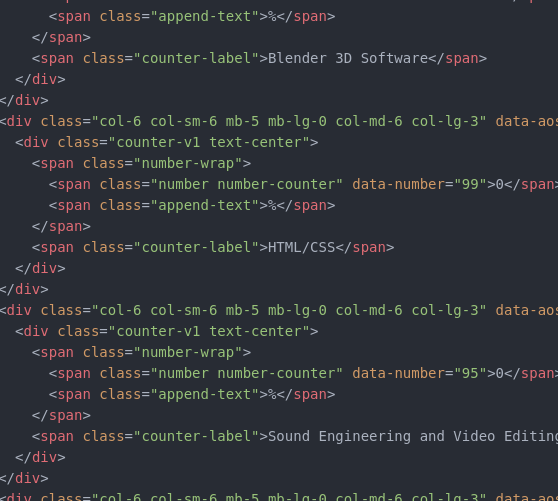 <span class="append-text">%</span>
</span>
<span class="counter-label">Blender 3D Software</span>
</div>
</div>
<div class="col-6 col-sm-6 mb-5 mb-lg-0 col-md-6 col-lg-3" data-aos
<div class="counter-v1 text-center">
<span class="number-wrap">
<span class="number number-counter" data-number="99">0</span>
<span class="append-text">%</span>
</span>
<span class="counter-label">HTML/CSS</span>
</div>
</div>
<div class="col-6 col-sm-6 mb-5 mb-lg-0 col-md-6 col-lg-3" data-aos
<div class="counter-v1 text-center">
<span class="number-wrap">
<span class="number number-counter" data-number="95">0</span>
<span class="append-text">%</span>
</span>
<span class="counter-label">Sound Engineering and Video Editing
</div>
</div>
<div class="col-6 col-sm-6 mb-5 mb-lg-0 col-md-6 col-lg-3" data-aos